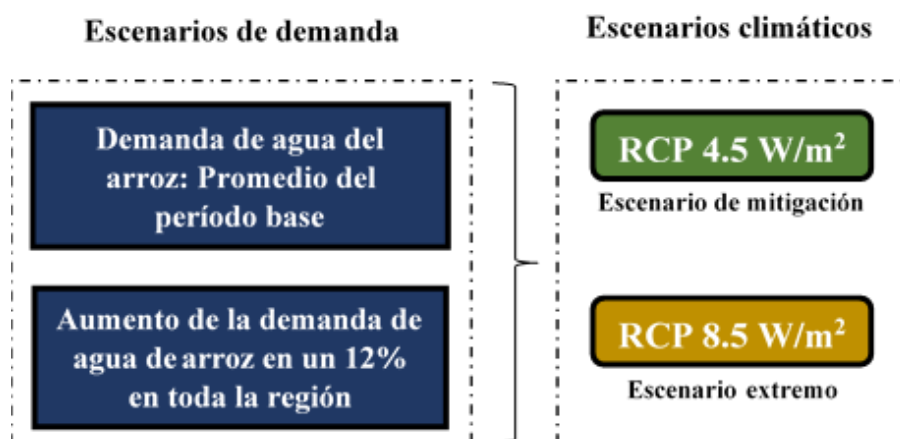 Escenarios de demanda
Demanda de agua del
arroz: Promedio del
período base
Aumento de la demanda de
agua de arroz en un 12%
en toda la región
Escenarios climáticos
RCP 4.5 W/m²
Escenario de mitigación
RCP 8.5 W/m²
Escenario extremo